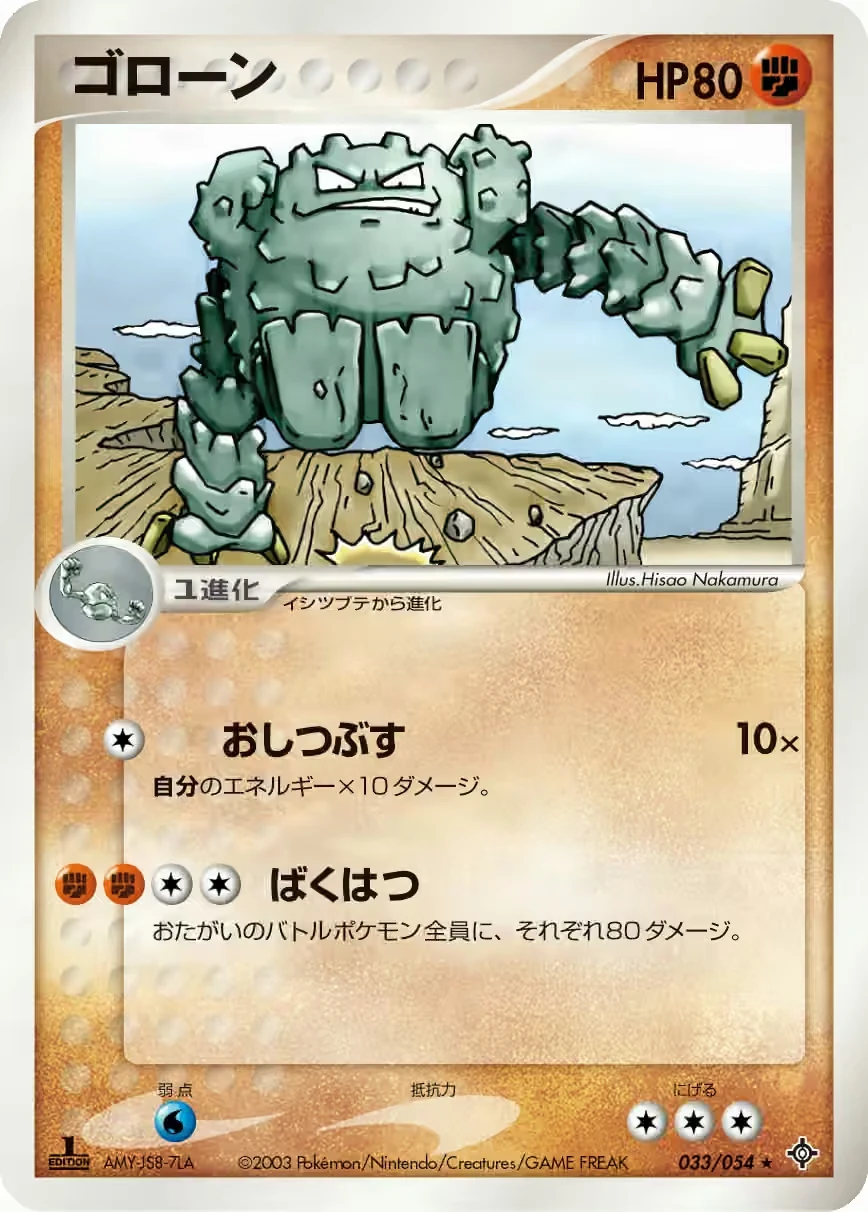 ゴローン
HP80
Illus.Hisao Nakamura
1進化
イシツブテから進化
おしつぶす 10×
自分のエネルギー×10ダメージ。
ばくはつ
おたがいのバトルポケモン全員に、それぞれ80ダメージ。
弱点 抵抗力 にげる
1 EDITION AMY-JS8-7LA ©2003 Pokémon/Nintendo/Creatures/GAME FREAK 033/054 ★